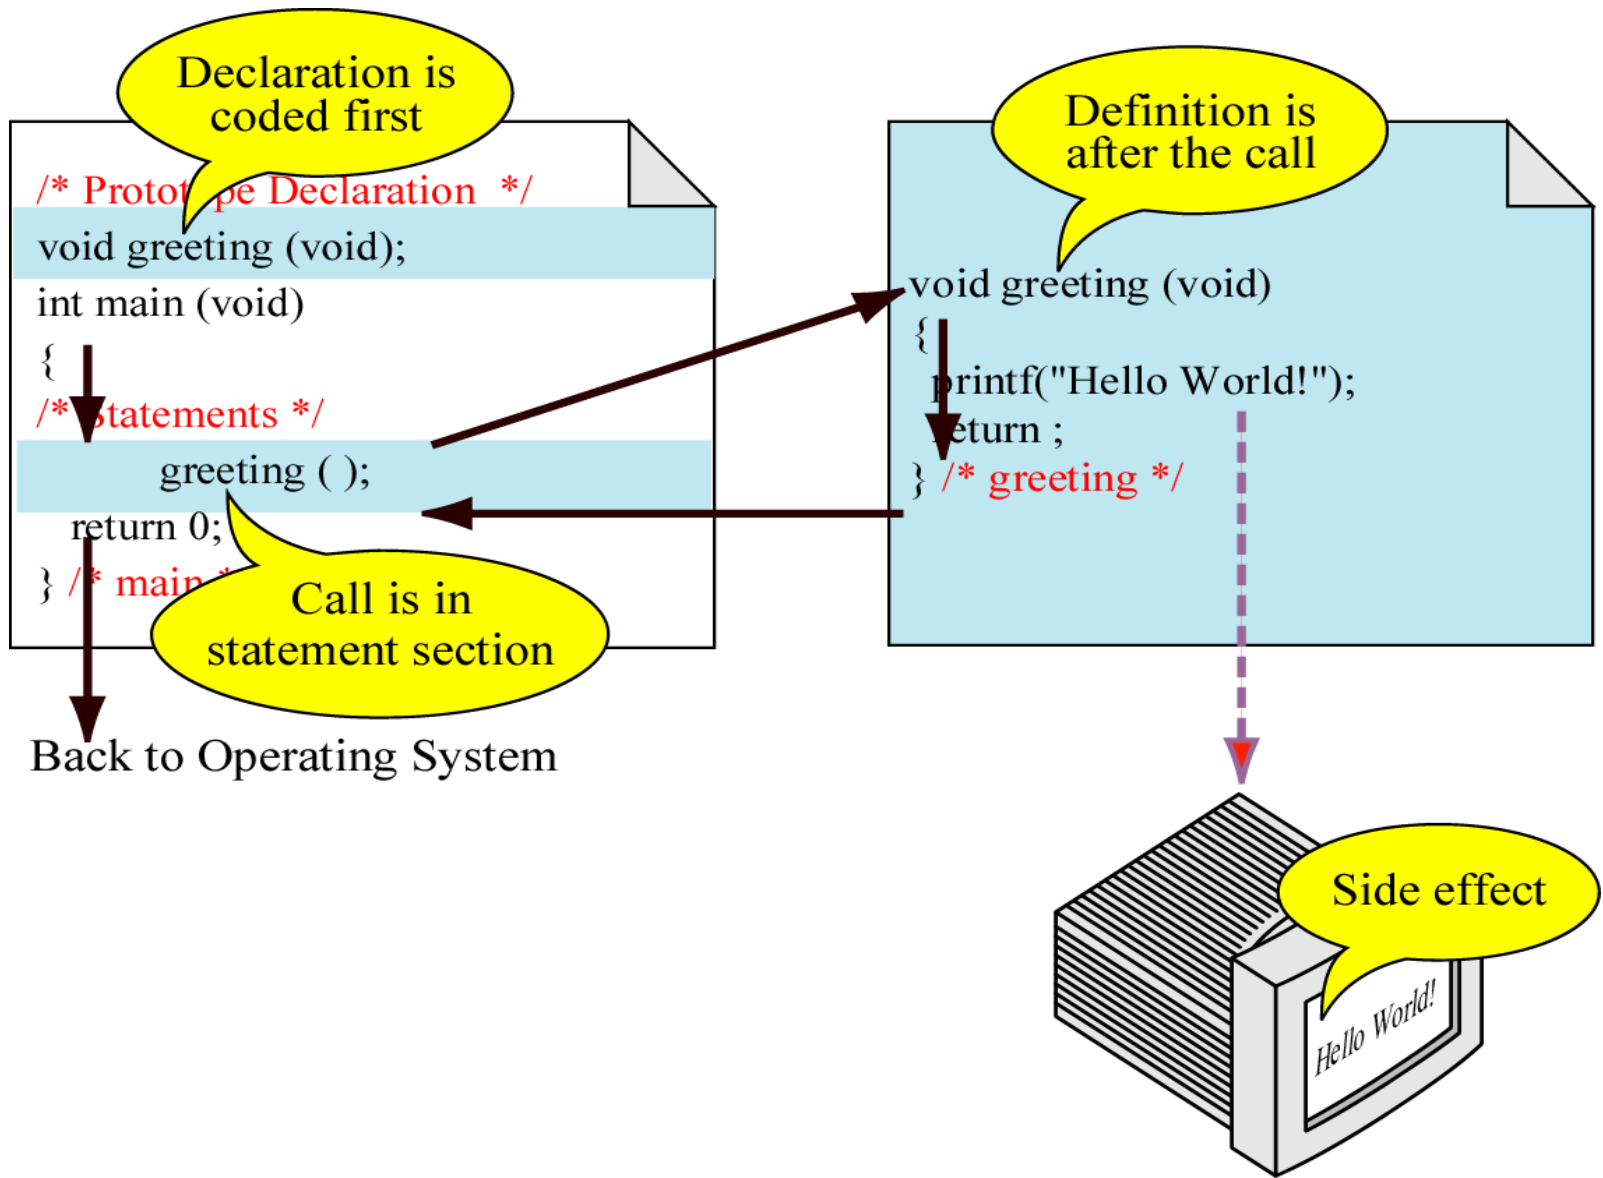 Declaration is
coded first
/* Prototype Declaration */
void greeting (void);
int main (void)
{
/* Statements */
greeting ( );
return 0;
} /* main *
Call is in
statement section
Back to Operating System
Definition is
after the call
void greeting (void)
{
printf("Hello World!");
return ;
} /* greeting */
Side effect
Hello World!